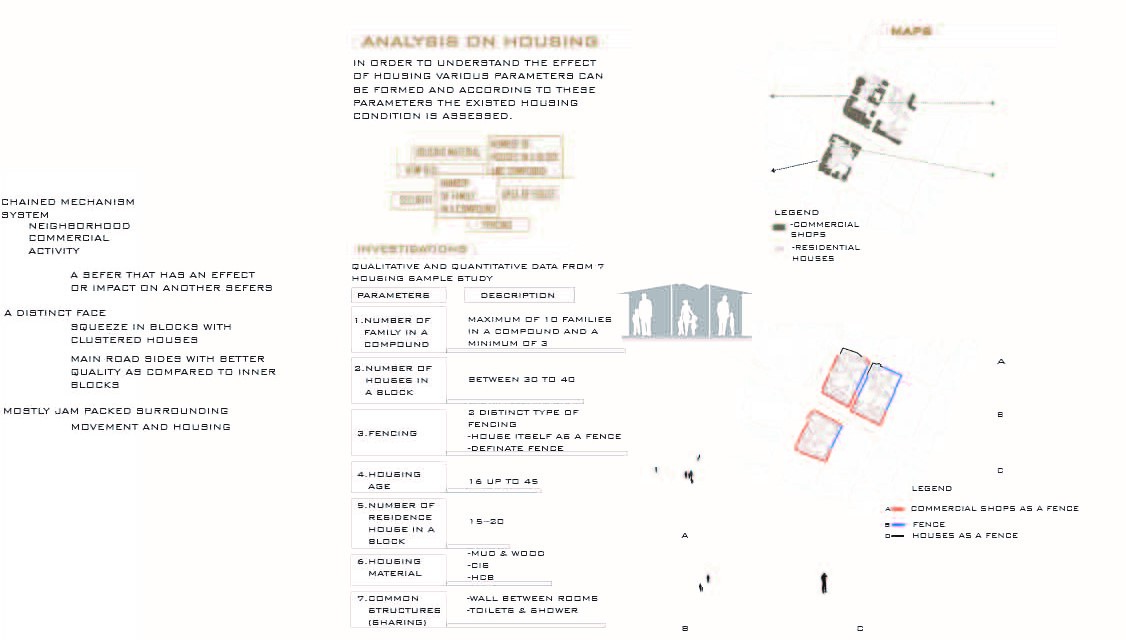 CHAINED MECHANISM
SYSTEM
NEIGHBORHOOD
COMMERCIAL
ACTIVITY
A SEFER THAT HAS AN EFFECT
OR IMPACT ON ANOTHER SEFERS
A DISTINCT FACE
SQUEEZE IN BLOCKS WITH
CLUSTERED HOUSES
MAIN ROAD SIDES WITH BETTER
QUALITY AS COMPARED TO INNER
BLOCKS
MOSTLY JAM PACKED SURROUNDING
MOVEMENT AND HOUSING
ANALYSIS ON HOUSING
IN ORDER TO UNDERSTAND THE EFFECT
OF HOUSING VARIOUS PARAMETERS CAN
BE FORMED AND ACCORDING TO THESE
PARAMETERS THE EXISTED HOUSING
CONDITION IS ASSESSED.
HOUSING MATERIAL
NUMBER OF
HOUSES IN A BLOCK
AND COMPOUND
NUMBER
OF FAMILY
IN A COMPOUND
AREA OF HOUSE
SECURITY
FENCING
INVESTIGATIONS
QUALITATIVE AND QUANTITATIVE DATA FROM 7
HOUSING SAMPLE STUDY
PARAMETERS DESCRIPTION
1.NUMBER OF
FAMILY IN A
COMPOUND
MAXIMUM OF 10 FAMILIES
IN A COMPOUND AND A
MINIMUM OF 3
2.NUMBER OF
HOUSES IN
A BLOCK
BETWEEN 30 TO 40
3.FENCING
2 DISTINCT TYPE OF
FENCING
-HOUSE ITSELF AS A FENCE
-DEFINATE FENCE
4.HOUSING
AGE
16 UP TO 45
5.NUMBER OF
RESIDENCE
HOUSE IN A
BLOCK
15-20
6.HOUSING
MATERIAL
-MUD & WOOD
-CIS
-HCB
7.COMMON
STRUCTURES
(SHARING)
-WALL BETWEEN ROOMS
-TOILETS & SHOWER
MAPS
LEGEND
-COMMERCIAL
SHOPS
-RESIDENTIAL
HOUSES
A
B
C
LEGEND
A COMMERCIAL SHOPS AS A FENCE
B FENCE
C HOUSES AS A FENCE
A
B
C